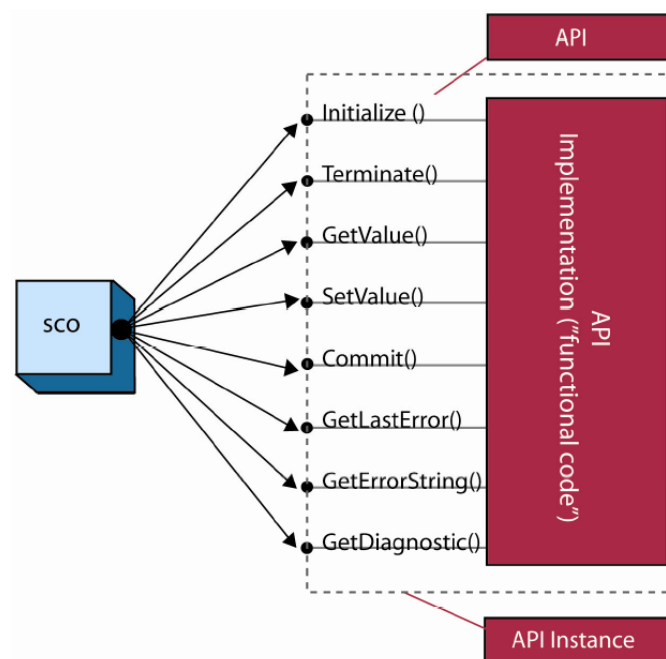 API
Initialize ()
Terminate()
GetValue()
SetValue()
Commit()
GetLastError()
GetErrorString()
GetDiagnostic()
SCO
API
Implementation ("functional code")
API Instance